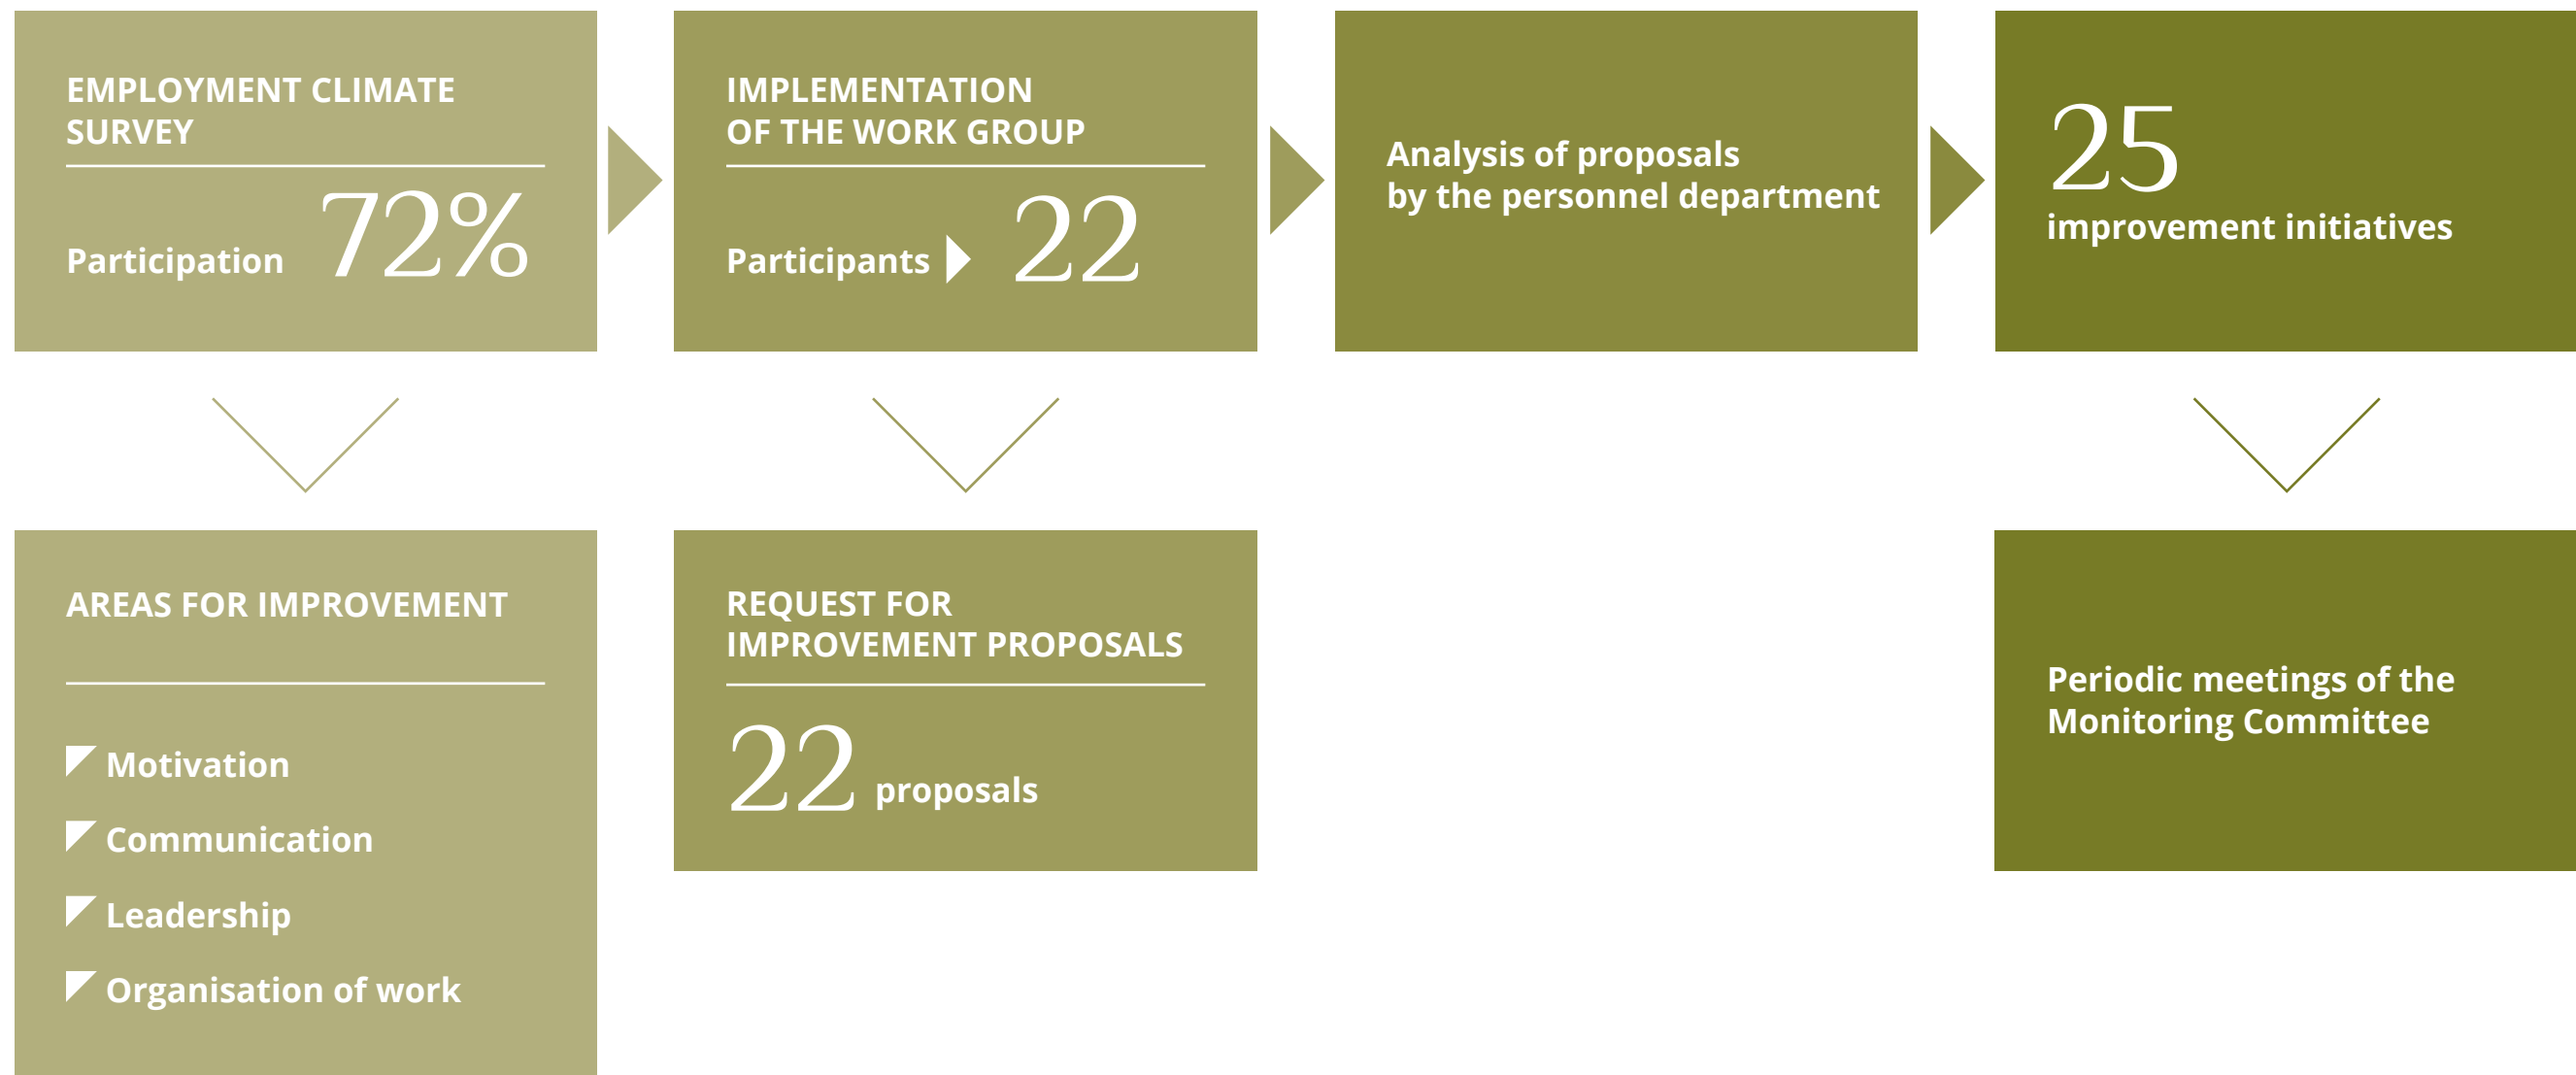 EMPLOYMENT CLIMATE
SURVEY
Participation 72%
IMPLEMENTATION
OF THE WORK GROUP
Participants 22
Analysis of proposals
by the personnel department
25
improvement initiatives
AREAS FOR IMPROVEMENT
Motivation
Communication
Leadership
Organisation of work
REQUEST FOR
IMPROVEMENT PROPOSALS
22 proposals
Periodic meetings of the
Monitoring Committee